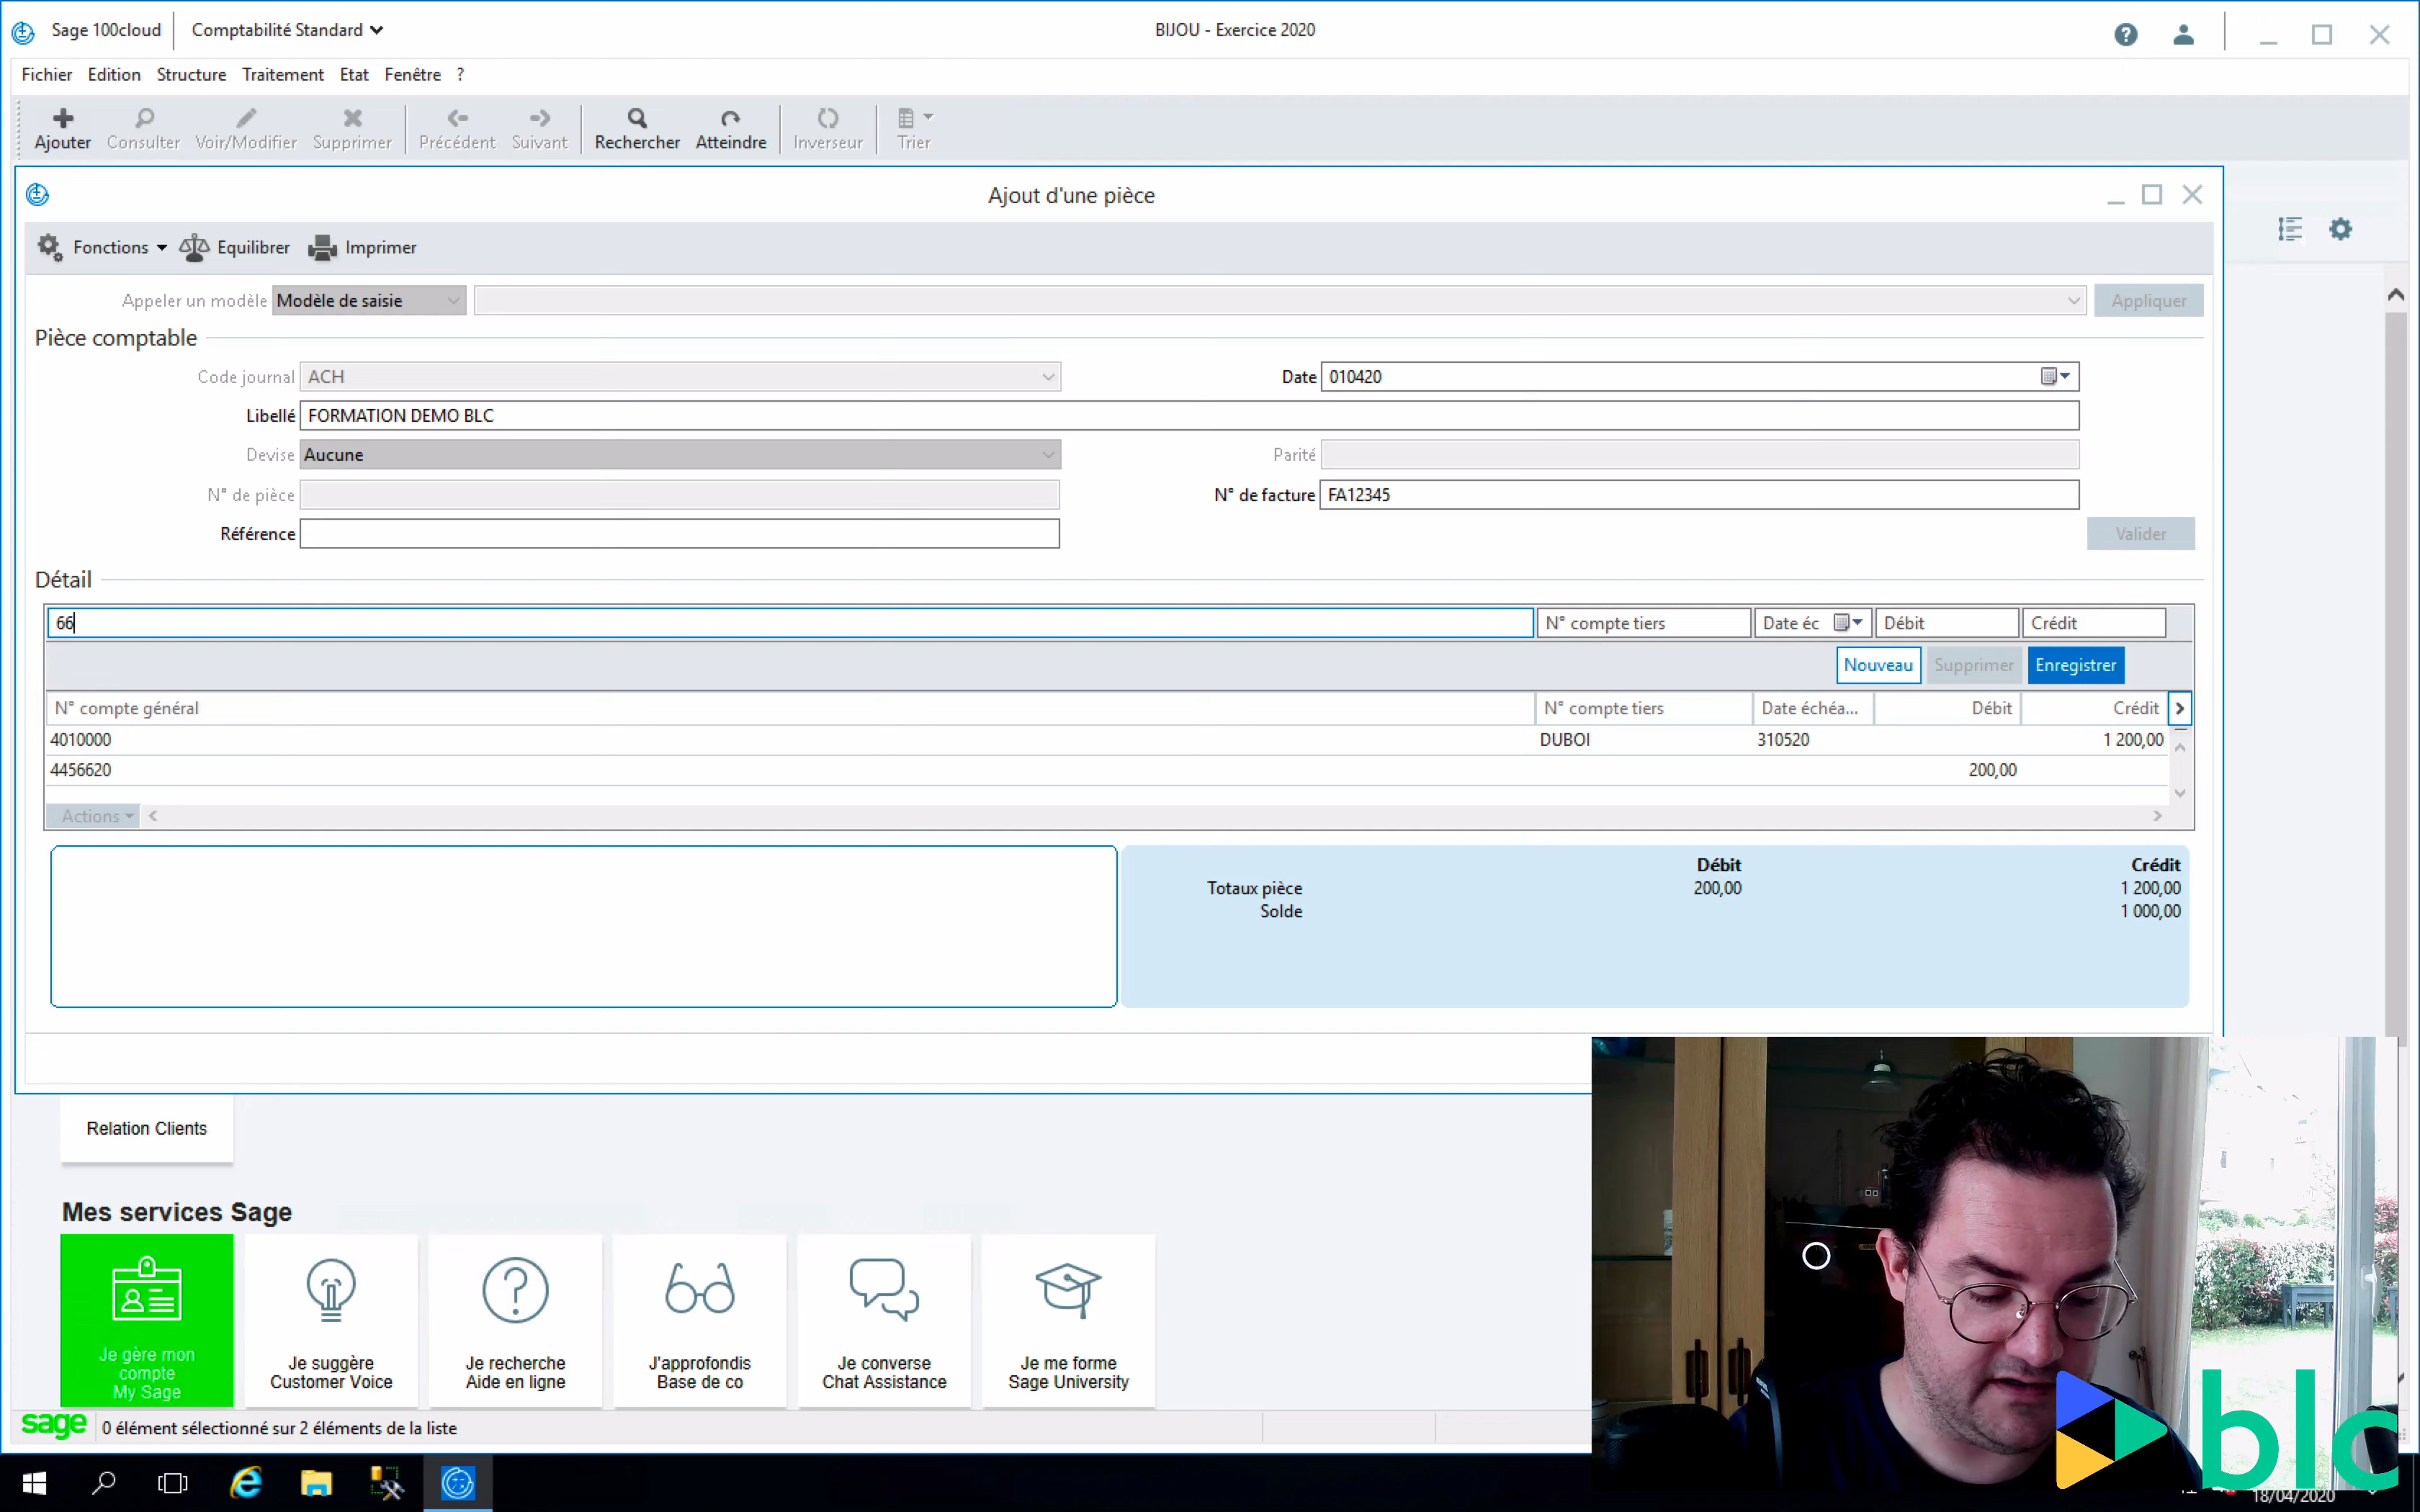 Sage 100cloud Comptabilité Standard BIJOU - Exercice 2020
Fichier Edition Structure Traitement Etat Fenêtre ?
Ajouter Consulter Voir/Modifier Supprimer Précédent Suivant Rechercher Atteindre Inverseur Trier
Ajout d'une pièce
Fonctions Equilibrer Imprimer
Appeler un modèle Modèle de saisie Appliquer
Pièce comptable
Code journal ACH Date 010420
Libellé FORMATION DEMO BLC
Devise Aucune Parité
N° de pièce N° de facture FA12345
Référence Valider
Détail
66 N° compte tiers Date éc Débit Crédit
Nouveau Supprimer Enregistrer
N° compte général N° compte tiers Date échéa... Débit Crédit
4010000 DUBOI 310520 1 200,00
4456620 200,00
Actions
Débit Crédit
Totaux pièce 200,00 1 200,00
Solde 1 000,00
Relation Clients
Mes services Sage
Je gère mon compte My Sage
Je suggère Customer Voice
Je recherche Aide en ligne
J'approfondis Base de co
Je converse Chat Assistance
Je me forme Sage University
sage 0 élément sélectionné sur 2 éléments de la liste
blc
18/04/2020